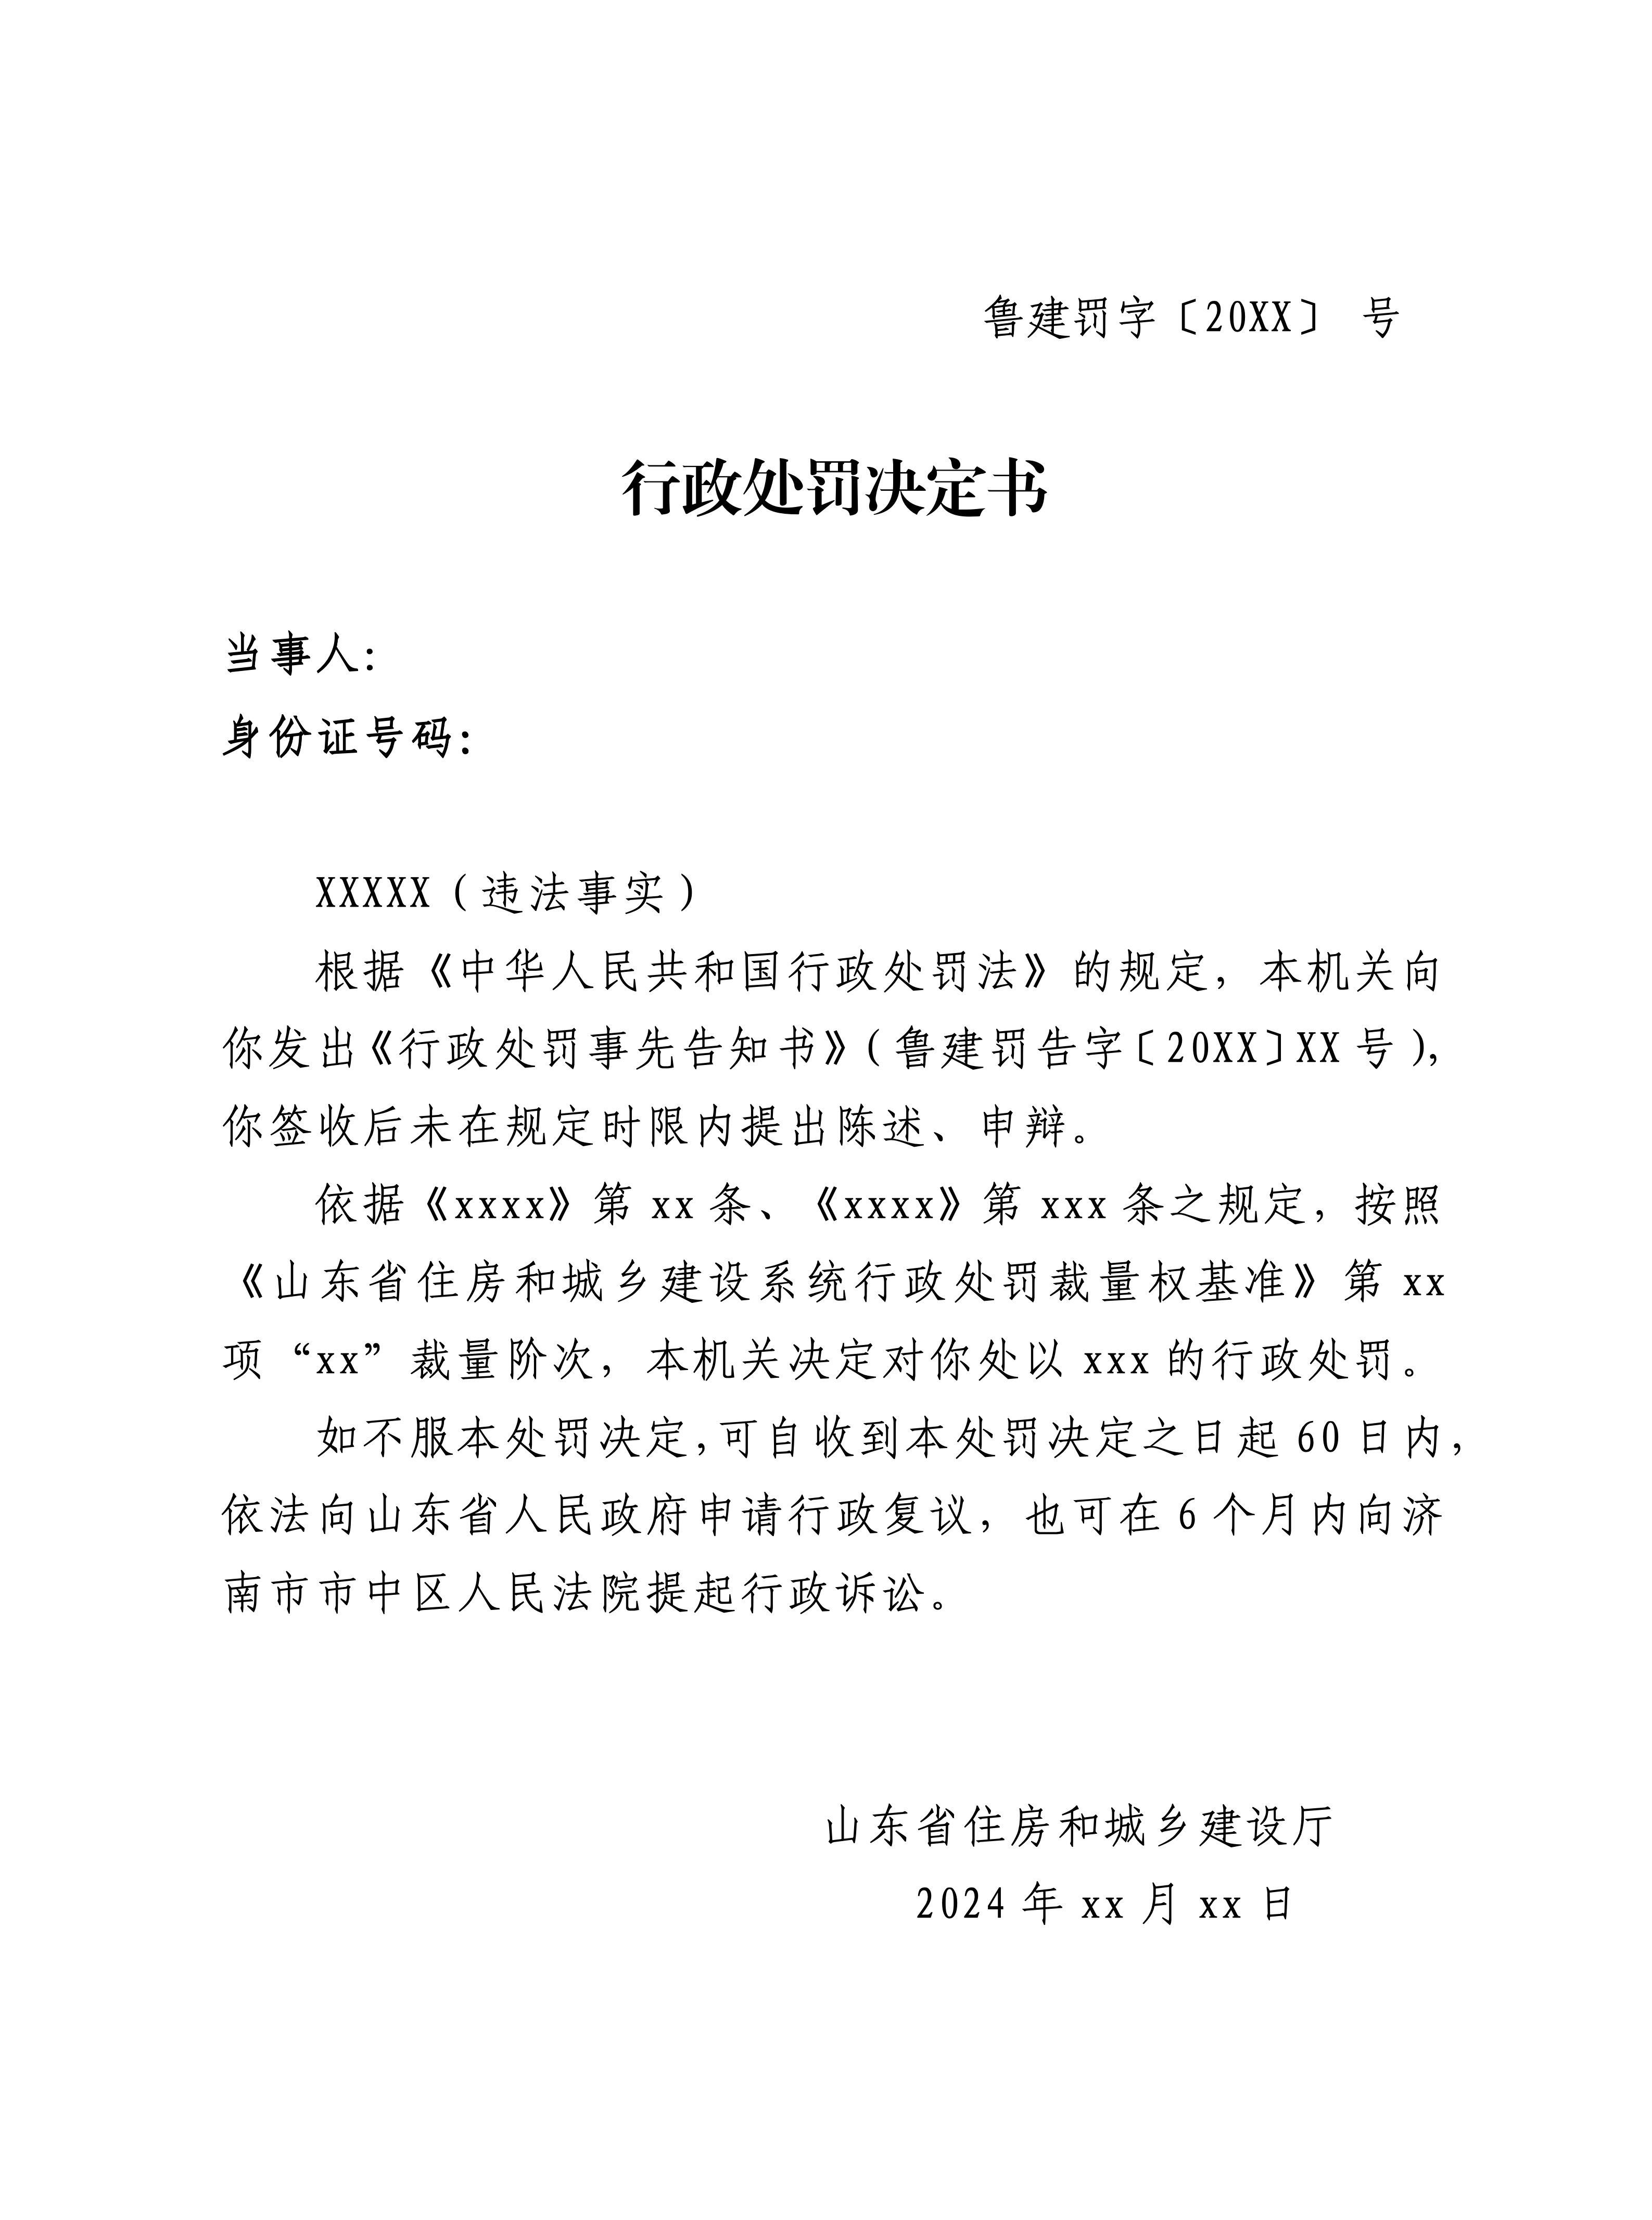 鲁建罚字〔20XX〕 号
行政处罚决定书
当事人：
身份证号码：
XXXXX（违法事实）
根据《中华人民共和国行政处罚法》的规定，本机关向
你发出《行政处罚事先告知书》（鲁建罚告字〔20XX〕XX 号），
你签收后未在规定时限内提出陈述、申辩。
依据《xxxx》第 xx 条、《xxxx》第 xxx 条之规定，按照
《山东省住房和城乡建设系统行政处罚裁量权基准》第 xx
项“xx”裁量阶次，本机关决定对你处以 xxx 的行政处罚。
如不服本处罚决定，可自收到本处罚决定之日起 60 日内，
依法向山东省人民政府申请行政复议，也可在 6 个月内向济
南市市中区人民法院提起行政诉讼。
山东省住房和城乡建设厅
2024 年 xx 月 xx 日